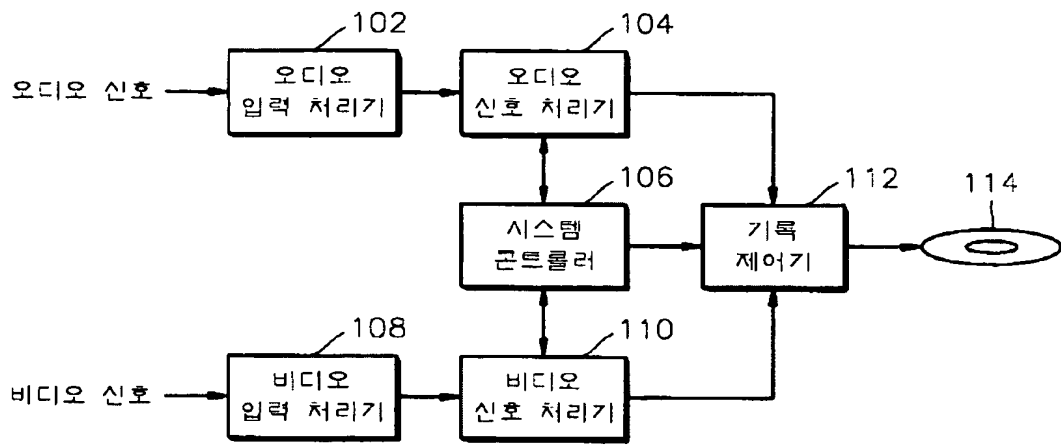 102
104
오디오 신호
오디오
입력 처리기
오디오
신호 처리기
106
112
114
시스템
콘트롤러
기록
제어기
108
110
비디오 신호
비디오
입력 처리기
비디오
신호 처리기